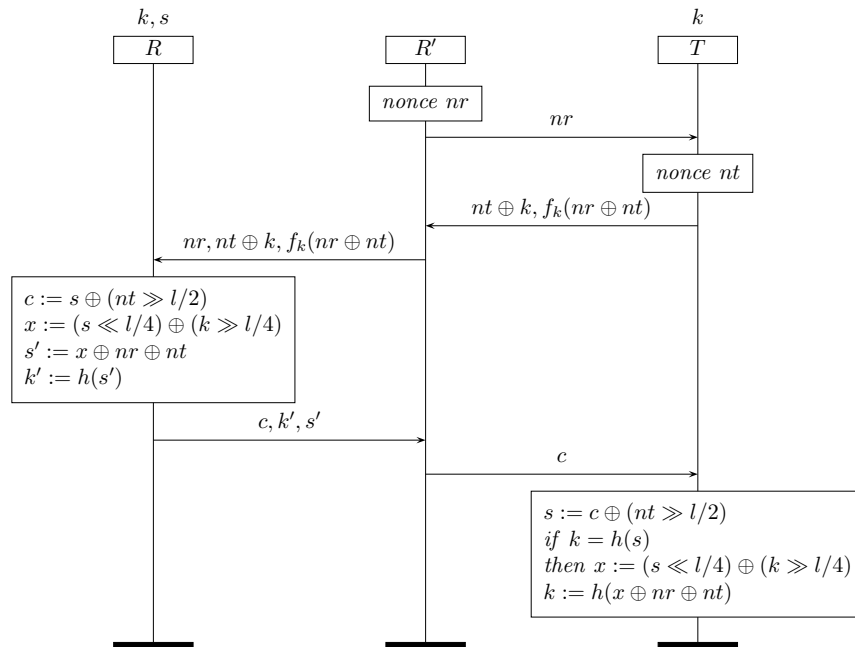 k, s
k
R
R′
T
nonce nr
nr
nonce nt
nt ⊕ k, f_k(nr ⊕ nt)
nr, nt ⊕ k, f_k(nr ⊕ nt)
c := s ⊕ (nt ≫ l/2)
x := (s ≪ l/4) ⊕ (k ≫ l/4)
s′ := x ⊕ nr ⊕ nt
k′ := h(s′)
c, k′, s′
c
s := c ⊕ (nt ≫ l/2)
if k = h(s)
then x := (s ≪ l/4) ⊕ (k ≫ l/4)
k := h(x ⊕ nr ⊕ nt)